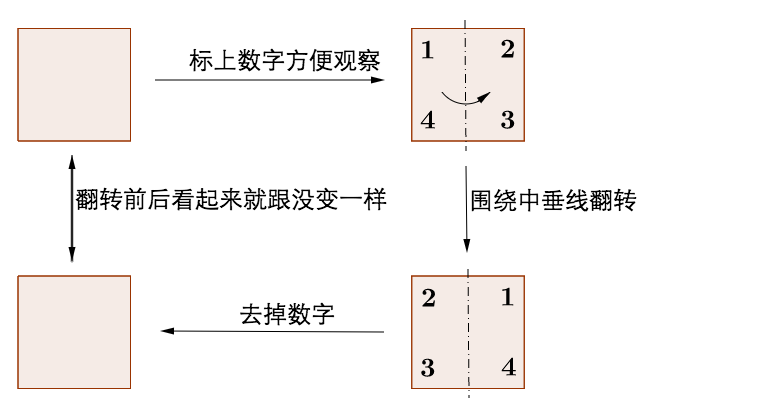 标上数字方便观察
1 2
4 3
翻转前后看起来就跟没变一样
围绕中垂线翻转
去掉数字
2 1
3 4